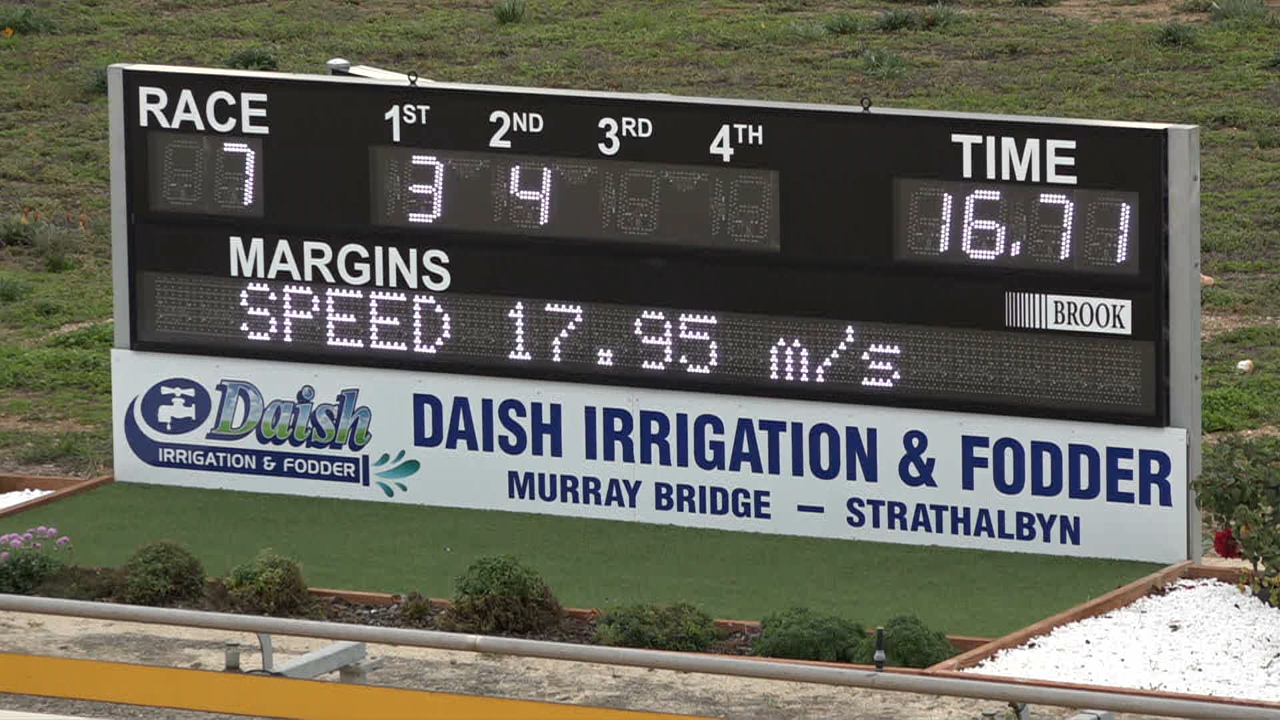 RACE 1ST 2ND 3RD 4TH TIME
7 3 4 16.71
MARGINS
BROOK
SPEED 17.95 m/s
Daish
IRRIGATION & FODDER
DAISH IRRIGATION & FODDER
MURRAY BRIDGE – STRATHALBYN